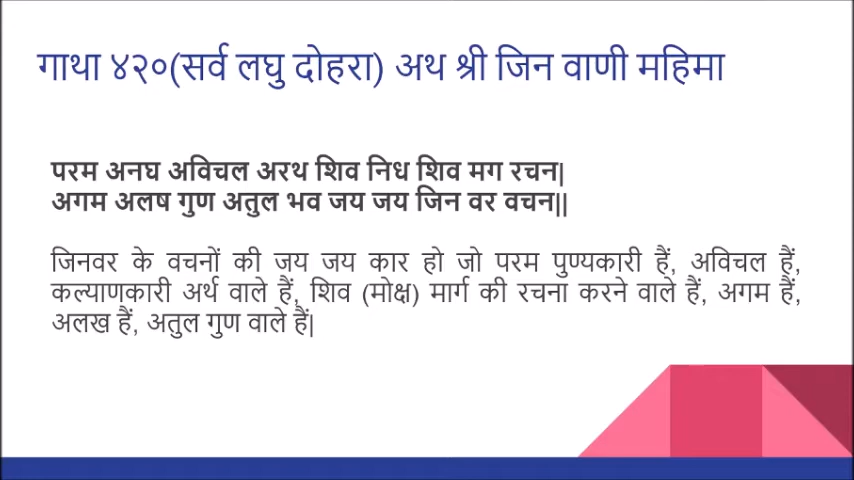 गाथा ४२०(सर्व लघु दोहरा) अथ श्री जिन वाणी महिमा
परम अनघ अविचल अरथ शिव निध शिव मग रचन|
अगम अलष गुण अतुल भव जय जय जिन वर वचन||
जिनवर के वचनों की जय जय कार हो जो परम पुण्यकारी हैं, अविचल हैं,
कल्याणकारी अर्थ वाले हैं, शिव (मोक्ष) मार्ग की रचना करने वाले हैं, अगम हैं,
अलख हैं, अतुल गुण वाले हैं|